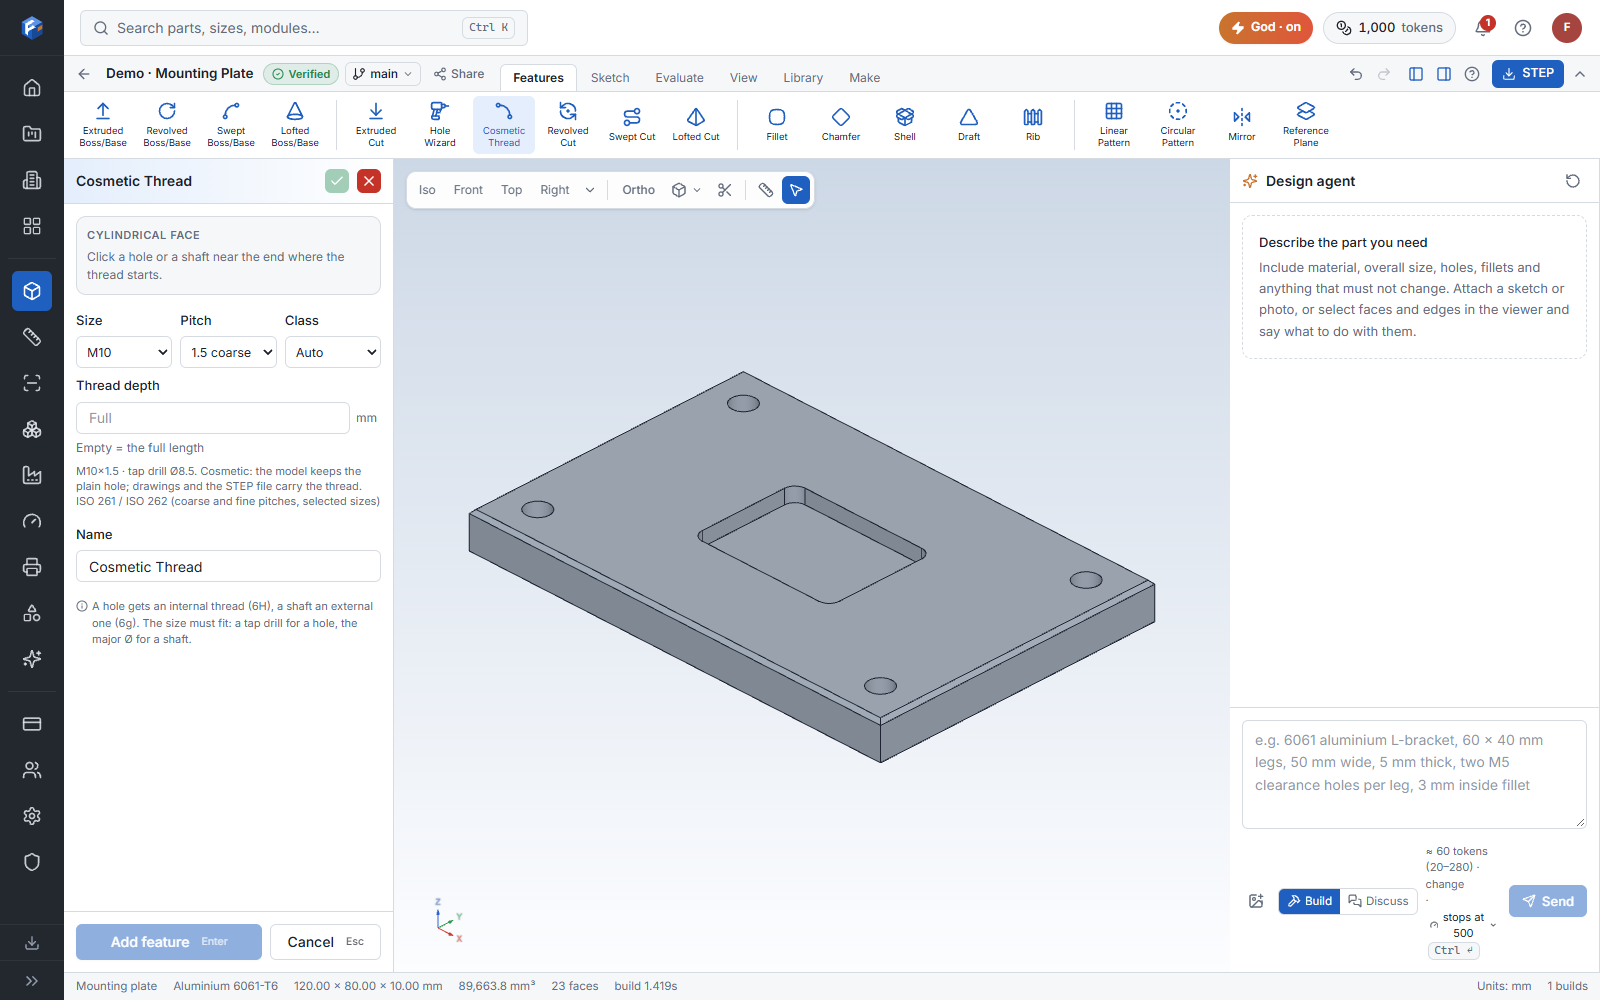 Search parts, sizes, modules...
Ctrl K
God · on
1,000 tokens
1
F
Demo · Mounting Plate
Verified
main
Share
Features
Sketch
Evaluate
View
Library
Make
STEP
Extruded
Boss/Base
Revolved
Boss/Base
Swept
Boss/Base
Lofted
Boss/Base
Extruded
Cut
Hole
Wizard
Cosmetic
Thread
Revolved
Cut
Swept Cut
Lofted Cut
Fillet
Chamfer
Shell
Draft
Rib
Linear
Pattern
Circular
Pattern
Mirror
Reference
Plane
Cosmetic Thread
CYLINDRICAL FACE
Click a hole or a shaft near the end where the
thread starts.
Size
Pitch
Class
M10
1.5 coarse
Auto
Thread depth
Full
mm
Empty = the full length
M10×1.5 · tap drill Ø8.5. Cosmetic: the model keeps the
plain hole; drawings and the STEP file carry the thread.
ISO 261 / ISO 262 (coarse and fine pitches, selected sizes)
Name
Cosmetic Thread
A hole gets an internal thread (6H), a shaft an external
one (6g). The size must fit: a tap drill for a hole, the
major Ø for a shaft.
Add feature Enter
Cancel Esc
Iso
Front
Top
Right
Ortho
Z
Y
X
Design agent
Describe the part you need
Include material, overall size, holes, fillets and
anything that must not change. Attach a sketch or
photo, or select faces and edges in the viewer and
say what to do with them.
e.g. 6061 aluminium L-bracket, 60 × 40 mm
legs, 50 mm wide, 5 mm thick, two M5
clearance holes per leg, 3 mm inside fillet
Build
Discuss
≈ 60 tokens
(20–280) ·
change
·
stops at
500
Ctrl ⏎
Send
Mounting plate
Aluminium 6061-T6
120.00 × 80.00 × 10.00 mm
89,663.8 mm³
23 faces
build 1.419s
Units: mm
1 builds